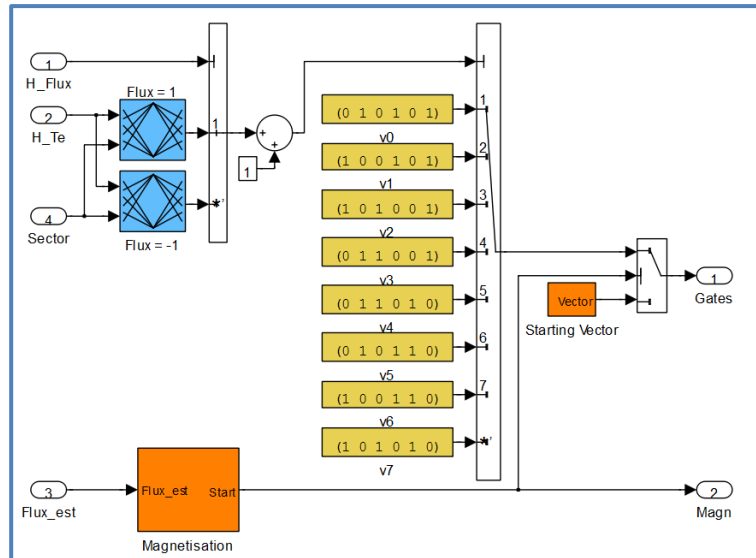 1
H_Flux
2
H_Te
4
Sector
Flux = 1
Flux = -1
1
*'
1
+
+
(0 1 0 1 0 1)
v0
(1 0 0 1 0 1)
v1
(1 0 1 0 0 1)
v2
(0 1 1 0 0 1)
v3
(0 1 1 0 1 0)
v4
(0 1 0 1 1 0)
v5
(1 0 0 1 1 0)
v6
(1 0 1 0 1 0)
v7
1
2
3
4
5
6
7
*'
Vector
Starting Vector
1
Gates
3
Flux_est
Flux_est
Start
Magnetisation
2
Magn